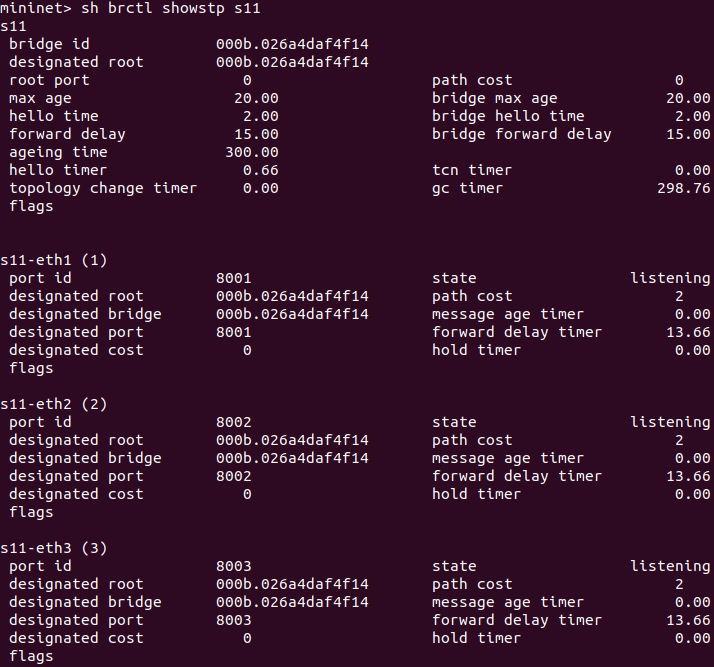 mininet> sh brctl showstp s11
s11
bridge id 000b.026a4daf4f14
designated root 000b.026a4daf4f14
root port 0 path cost 0
max age 20.00 bridge max age 20.00
hello time 2.00 bridge hello time 2.00
forward delay 15.00 bridge forward delay 15.00
ageing time 300.00
hello timer 0.66 tcn timer 0.00
topology change timer 0.00 gc timer 298.76
flags
s11-eth1 (1)
port id 8001 state listening
designated root 000b.026a4daf4f14 path cost 2
designated bridge 000b.026a4daf4f14 message age timer 0.00
designated port 8001 forward delay timer 13.66
designated cost 0 hold timer 0.00
flags
s11-eth2 (2)
port id 8002 state listening
designated root 000b.026a4daf4f14 path cost 2
designated bridge 000b.026a4daf4f14 message age timer 0.00
designated port 8002 forward delay timer 13.66
designated cost 0 hold timer 0.00
flags
s11-eth3 (3)
port id 8003 state listening
designated root 000b.026a4daf4f14 path cost 2
designated bridge 000b.026a4daf4f14 message age timer 0.00
designated port 8003 forward delay timer 13.66
designated cost 0 hold timer 0.00
flags